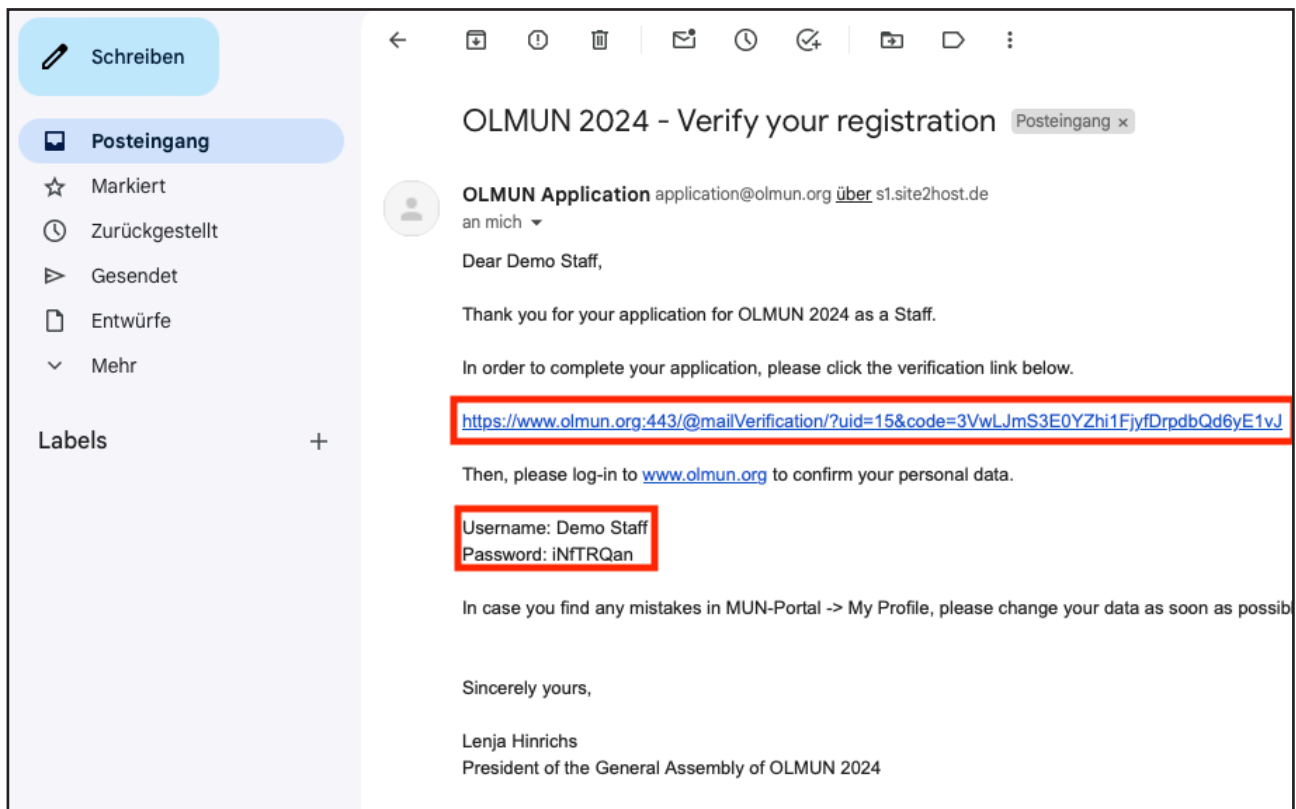 Schreiben
Posteingang
Markiert
Zurückgestellt
Gesendet
Entwürfe
Mehr
Labels
OLMUN 2024 - Verify your registration Posteingang ×
OLMUN Application application@olmun.org über s1.site2host.de
an mich
Dear Demo Staff,
Thank you for your application for OLMUN 2024 as a Staff.
In order to complete your application, please click the verification link below.
https://www.olmun.org:443/@mailVerification/?uid=15&code=3VwLJmS3E0YZhi1FjyfDrpdbQd6yE1vJ
Then, please log-in to www.olmun.org to confirm your personal data.
Username: Demo Staff
Password: iNfTRQan
In case you find any mistakes in MUN-Portal -> My Profile, please change your data as soon as possib
Sincerely yours,
Lenja Hinrichs
President of the General Assembly of OLMUN 2024